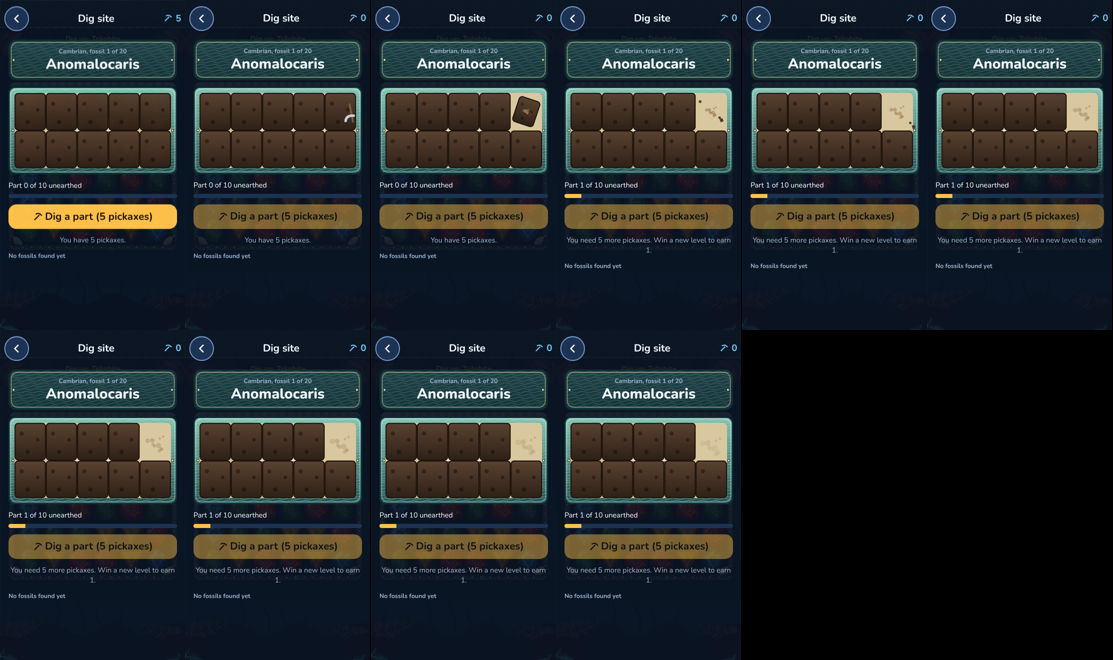 Dig site
5
Cambrian, fossil 1 of 20
Anomalocaris
Part 0 of 10 unearthed
Dig a part (5 pickaxes)
You have 5 pickaxes.
No fossils found yet
Dig site
0
Cambrian, fossil 1 of 20
Anomalocaris
Part 0 of 10 unearthed
Dig a part (5 pickaxes)
You have 5 pickaxes.
No fossils found yet
Dig site
0
Cambrian, fossil 1 of 20
Anomalocaris
Part 0 of 10 unearthed
Dig a part (5 pickaxes)
You have 5 pickaxes.
No fossils found yet
Dig site
0
Cambrian, fossil 1 of 20
Anomalocaris
Part 1 of 10 unearthed
Dig a part (5 pickaxes)
You need 5 more pickaxes. Win a new level to earn
1.
No fossils found yet
Dig site
0
Cambrian, fossil 1 of 20
Anomalocaris
Part 1 of 10 unearthed
Dig a part (5 pickaxes)
You need 5 more pickaxes. Win a new level to earn
1.
No fossils found yet
Dig site
0
Cambrian, fossil 1 of 20
Anomalocaris
Part 1 of 10 unearthed
Dig a part (5 pickaxes)
You need 5 more pickaxes. Win a new level to earn
1.
No fossils found yet
Dig site
0
Cambrian, fossil 1 of 20
Anomalocaris
Part 1 of 10 unearthed
Dig a part (5 pickaxes)
You need 5 more pickaxes. Win a new level to earn
1.
No fossils found yet
Dig site
0
Cambrian, fossil 1 of 20
Anomalocaris
Part 1 of 10 unearthed
Dig a part (5 pickaxes)
You need 5 more pickaxes. Win a new level to earn
1.
No fossils found yet
Dig site
0
Cambrian, fossil 1 of 20
Anomalocaris
Part 1 of 10 unearthed
Dig a part (5 pickaxes)
You need 5 more pickaxes. Win a new level to earn
1.
No fossils found yet
Dig site
0
Cambrian, fossil 1 of 20
Anomalocaris
Part 1 of 10 unearthed
Dig a part (5 pickaxes)
You need 5 more pickaxes. Win a new level to earn
1.
No fossils found yet